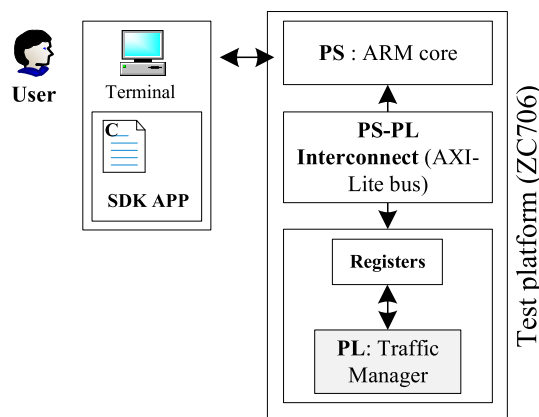 User
Terminal
C
SDK APP
PS : ARM core
PS-PL
Interconnect (AXI-
Lite bus)
Registers
PL: Traffic
Manager
Test platform (ZC706)